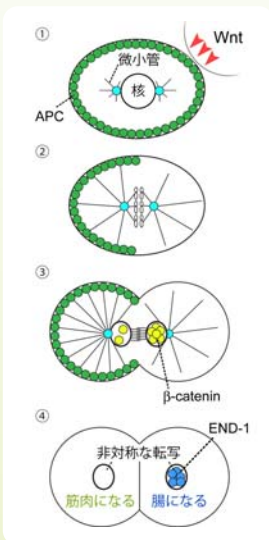 ①
Wnt
微小管
核
APC
②
③
β-catenin
④
END-1
非対称な転写
筋肉になる
腸になる